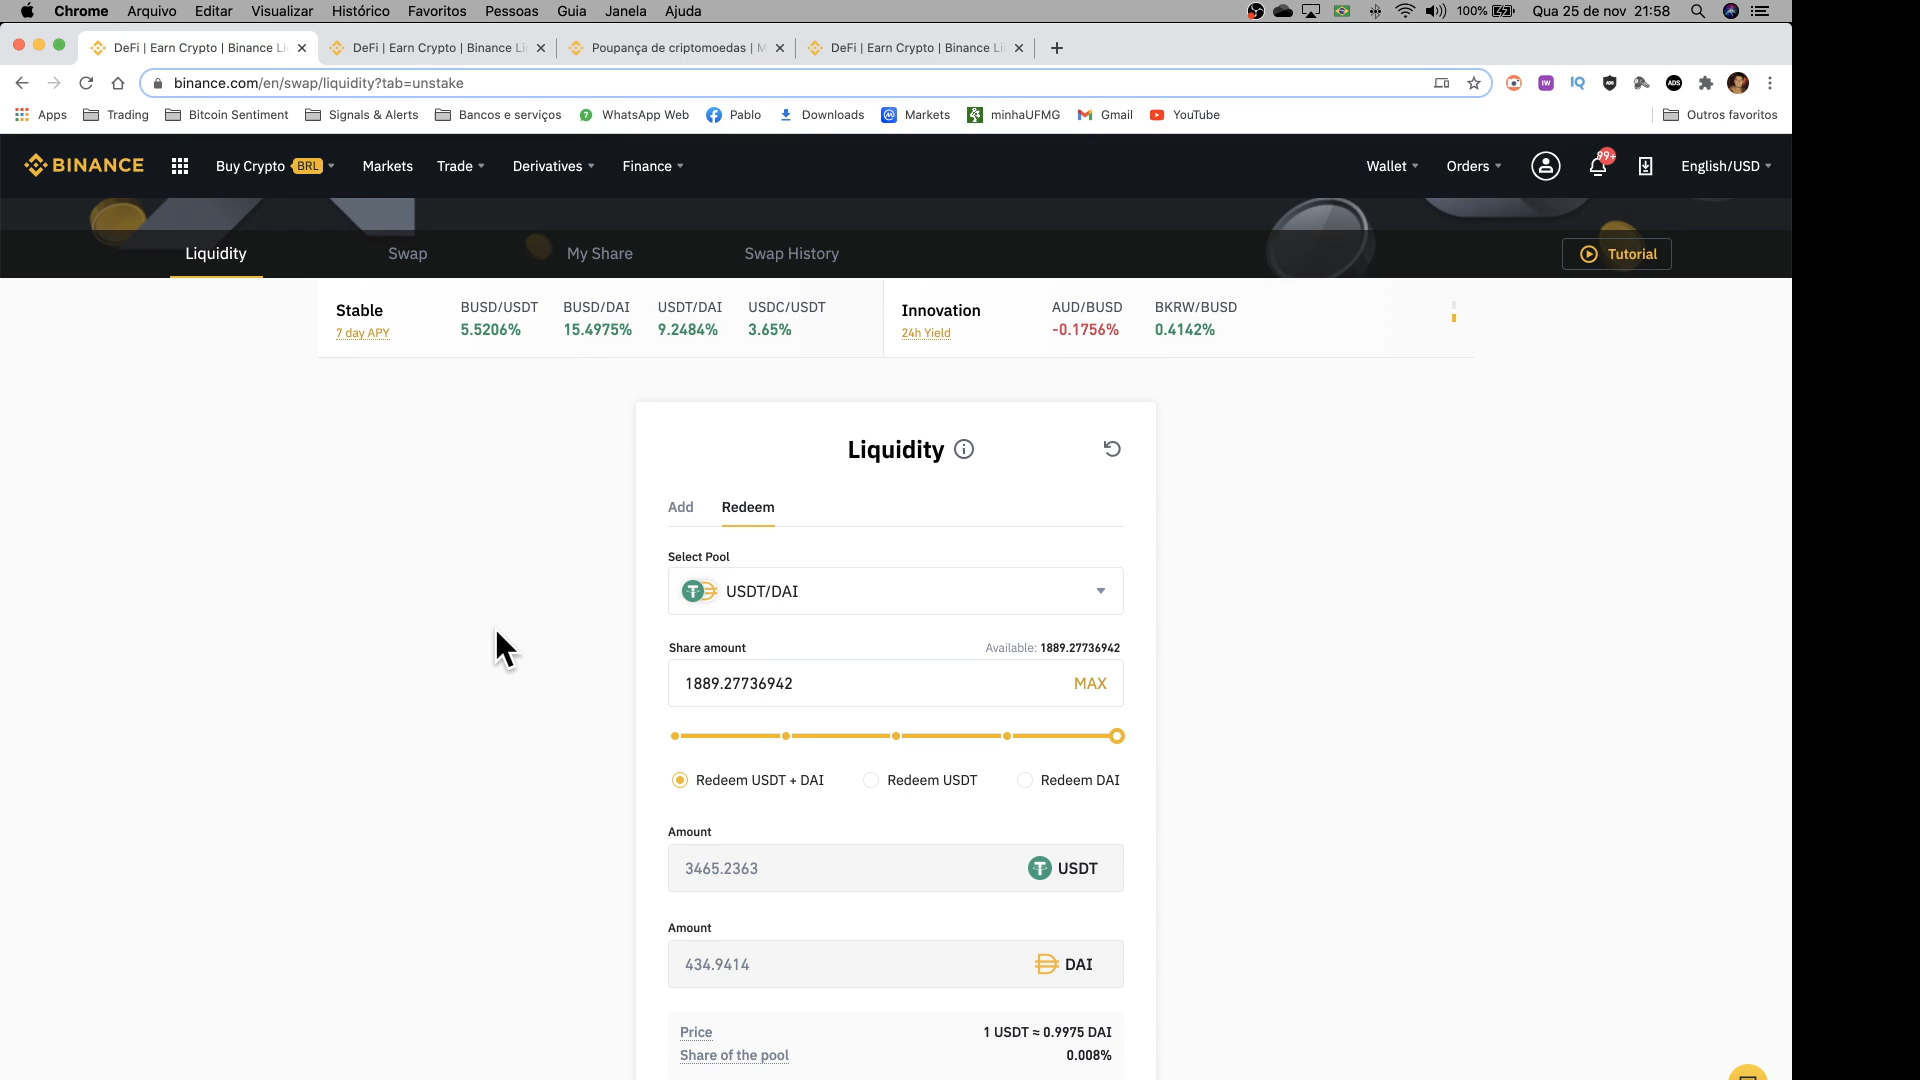 Chrome Arquivo Editar Visualizar Histórico Favoritos Pessoas Guia Janela Ajuda 100% Qua 25 de nov 21:58
DeFi | Earn Crypto | Binance Li DeFi | Earn Crypto | Binance Li Poupança de criptomoedas | M DeFi | Earn Crypto | Binance Li
binance.com/en/swap/liquidity?tab=unstake
Apps Trading Bitcoin Sentiment Signals & Alerts Bancos e serviços WhatsApp Web Pablo Downloads Markets minhaUFMG Gmail YouTube Outros favoritos
BINANCE Buy Crypto BRL Markets Trade Derivatives Finance Wallet Orders 99+ English/USD
Liquidity Swap My Share Swap History Tutorial
Stable BUSD/USDT BUSD/DAI USDT/DAI USDC/USDT Innovation AUD/BUSD BKRW/BUSD
7 day APY 5.5206% 15.4975% 9.2484% 3.65% 24h Yield -0.1756% 0.4142%
Liquidity
Add Redeem
Select Pool
USDT/DAI
Share amount Available: 1889.27736942
1889.27736942 MAX
Redeem USDT + DAI Redeem USDT Redeem DAI
Amount
3465.2363 USDT
Amount
434.9414 DAI
Price 1 USDT ≈ 0.9975 DAI
Share of the pool 0.008%